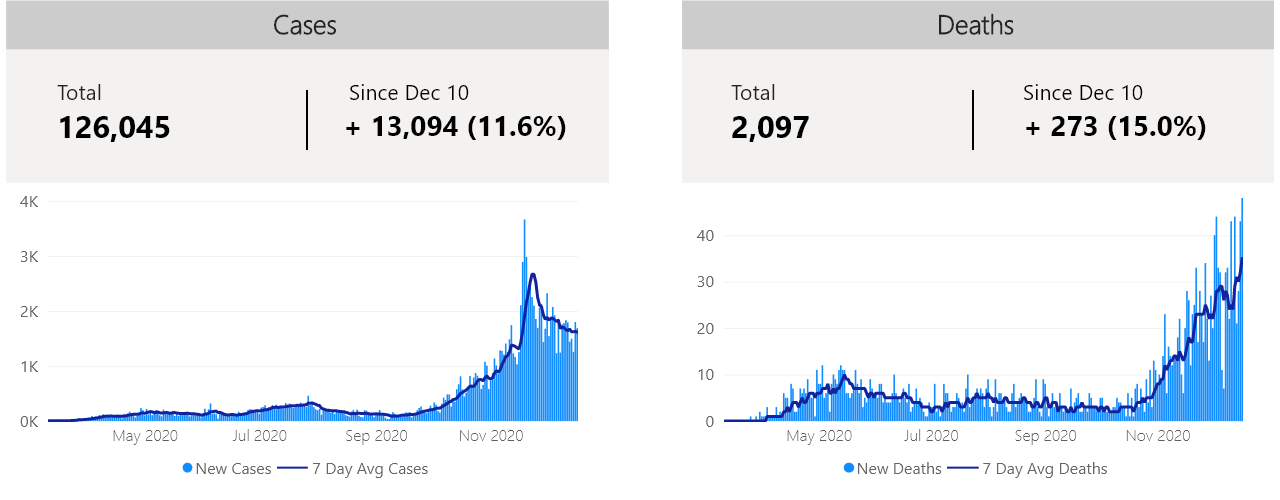 Cases
Total
126,045
Since Dec 10
+ 13,094 (11.6%)
4K
3K
2K
1K
0K
May 2020 Jul 2020 Sep 2020 Nov 2020
New Cases 7 Day Avg Cases
Deaths
Total
2,097
Since Dec 10
+ 273 (15.0%)
40
30
20
10
0
May 2020 Jul 2020 Sep 2020 Nov 2020
New Deaths 7 Day Avg Deaths